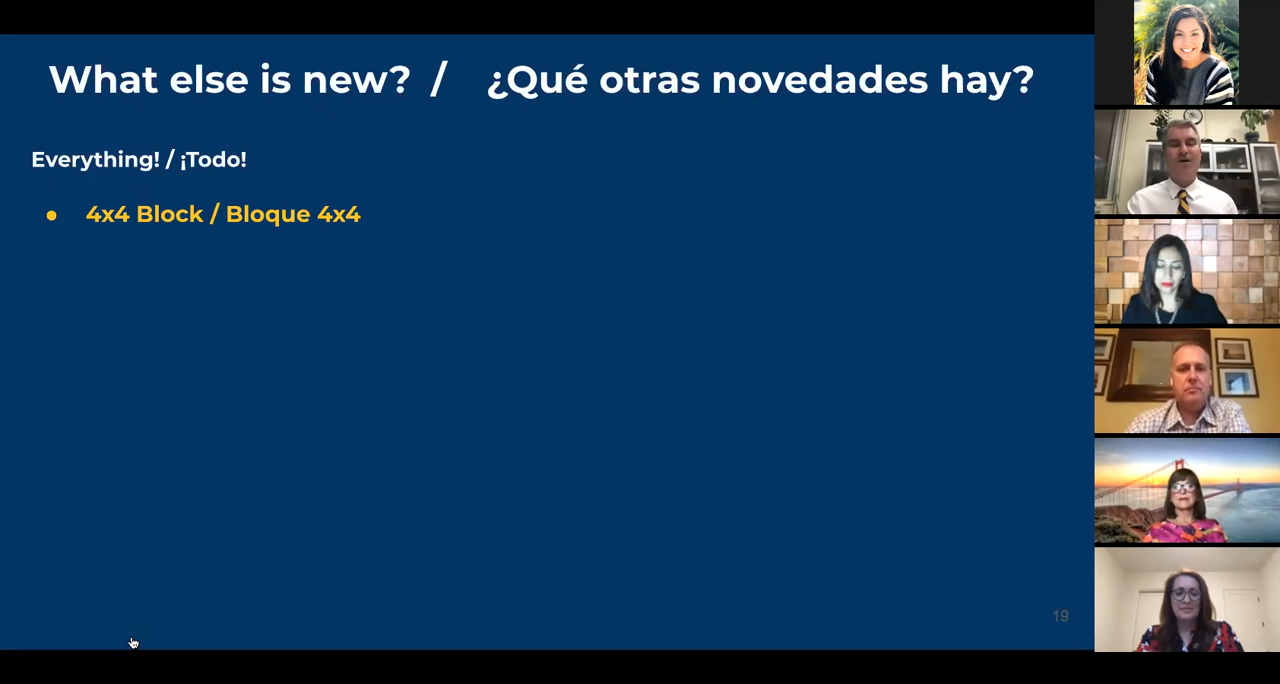 What else is new? / ¿Qué otras novedades hay?
Everything! / ¡Todo!
● 4x4 Block / Bloque 4x4
19